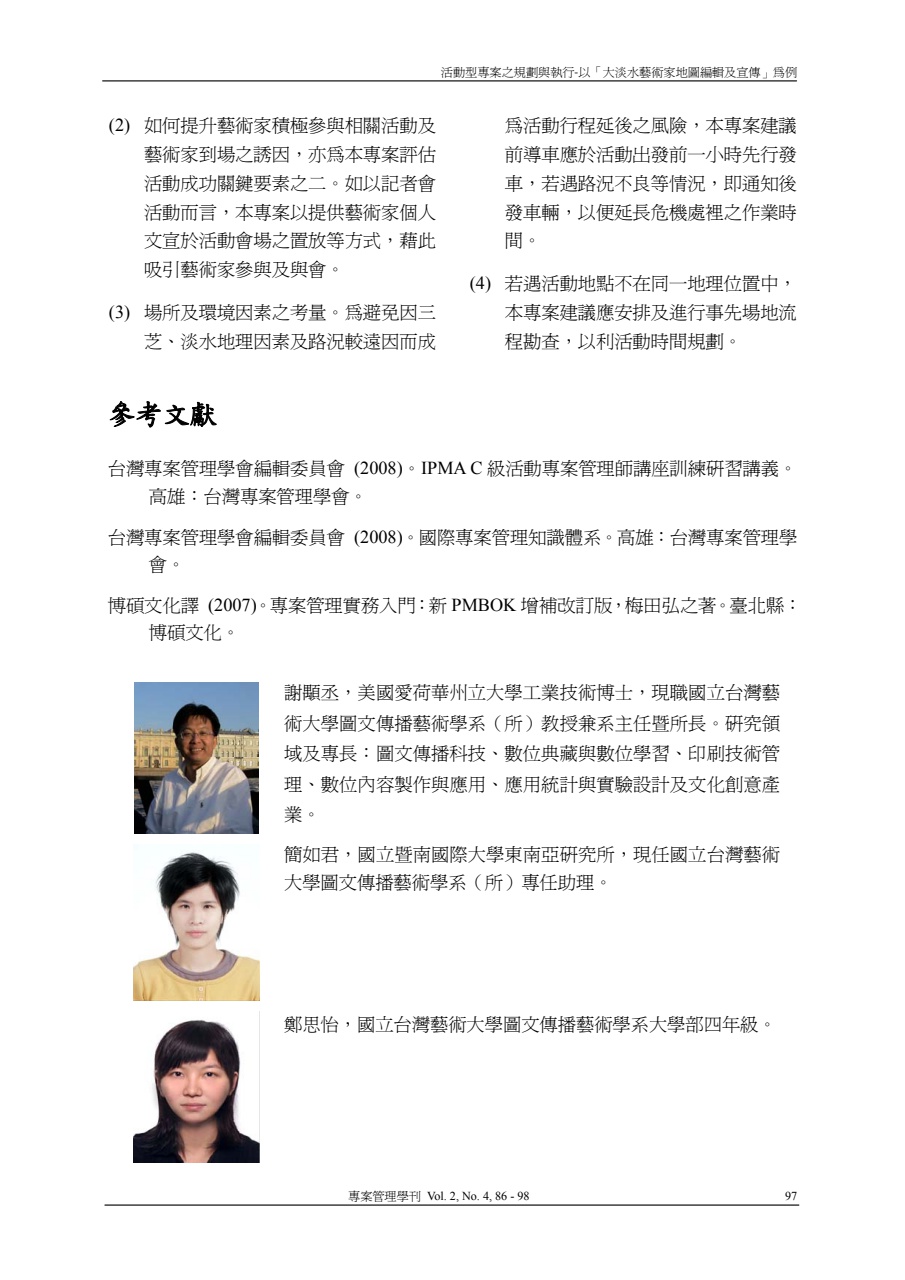 活動型專案之規劃與執行-以「大淡水藝術家地圖編輯及宣傳」為例
(2) 如何提升藝術家積極參與相關活動及
藝術家到場之誘因，亦為本專案評估
活動成功關鍵要素之二。如以記者會
活動而言，本專案以提供藝術家個人
文宣於活動會場之置放等方式，藉此
吸引藝術家參與及與會。
(3) 場所及環境因素之考量。為避免因三
芝、淡水地理因素及路況較遠因而成
為活動行程延後之風險，本專案建議
前導車應於活動出發前一小時先行發
車，若遇路況不良等情況，即通知後
發車輛，以便延長危機處裡之作業時
間。
(4) 若遇活動地點不在同一地理位置中，
本專案建議應安排及進行事先場地流
程勘查，以利活動時間規劃。
參考文獻
台灣專案管理學會編輯委員會 (2008)。IPMA C 級活動專案管理師講座訓練研習講義。
高雄：台灣專案管理學會。
台灣專案管理學會編輯委員會 (2008)。國際專案管理知識體系。高雄：台灣專案管理學
會。
博碩文化譯 (2007)。專案管理實務入門：新 PMBOK 增補改訂版，梅田弘之著。臺北縣：
博碩文化。
謝顒丞，美國愛荷華州立大學工業技術博士，現職國立台灣藝
術大學圖文傳播藝術學系（所）教授兼系主任暨所長。研究領
域及專長：圖文傳播科技、數位典藏與數位學習、印刷技術管
理、數位內容製作與應用、應用統計與實驗設計及文化創意產
業。
簡如君，國立暨南國際大學東南亞研究所，現任國立台灣藝術
大學圖文傳播藝術學系（所）專任助理。
鄭思怡，國立台灣藝術大學圖文傳播藝術學系大學部四年級。
專案管理學刊 Vol. 2, No. 4, 86 - 98 97